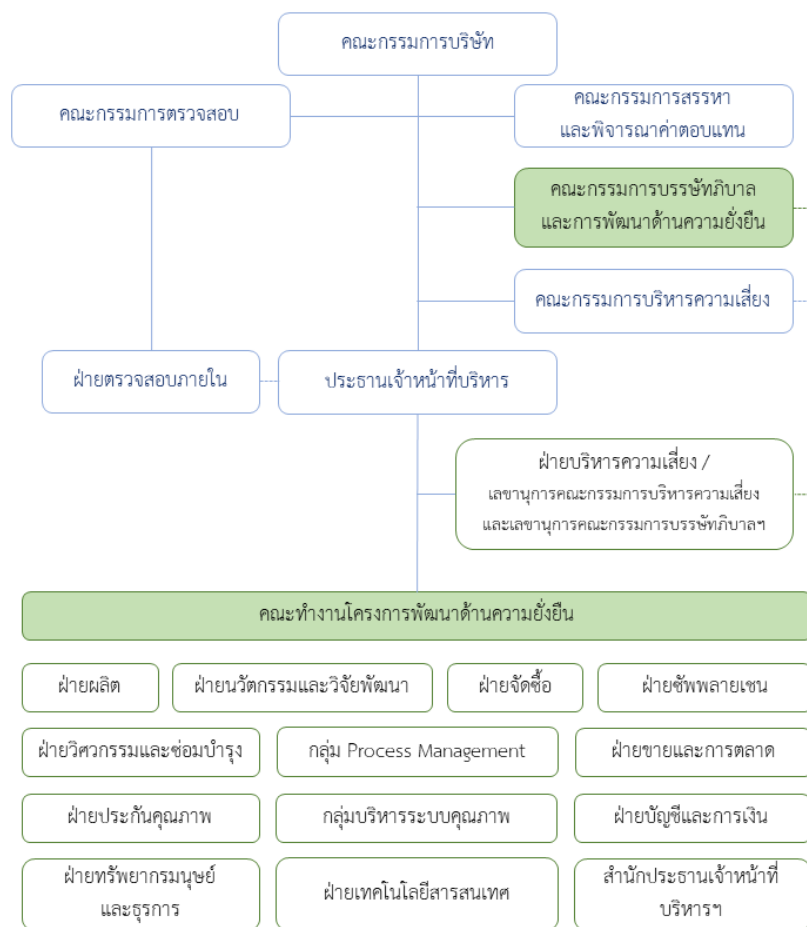 คณะกรรมการบริษัท
คณะกรรมการตรวจสอบ
คณะกรรมการสรรหา
และพิจารณาค่าตอบแทน
คณะกรรมการบรรษัทภิบาล
และการพัฒนาด้านความยั่งยืน
คณะกรรมการบริหารความเสี่ยง
ฝ่ายตรวจสอบภายใน
ประธานเจ้าหน้าที่บริหาร
ฝ่ายบริหารความเสี่ยง /
เลขานุการคณะกรรมการบริหารความเสี่ยง
และเลขานุการคณะกรรมการบรรษัทภิบาลฯ
คณะทำงานโครงการพัฒนาด้านความยั่งยืน
ฝ่ายผลิต
ฝ่ายนวัตกรรมและวิจัยพัฒนา
ฝ่ายจัดซื้อ
ฝ่ายซัพพลายเชน
ฝ่ายวิศวกรรมและซ่อมบำรุง
กลุ่ม Process Management
ฝ่ายขายและการตลาด
ฝ่ายประกันคุณภาพ
กลุ่มบริหารระบบคุณภาพ
ฝ่ายบัญชีและการเงิน
ฝ่ายทรัพยากรมนุษย์
และธุรการ
ฝ่ายเทคโนโลยีสารสนเทศ
สำนักประธานเจ้าหน้าที่
บริหารฯ